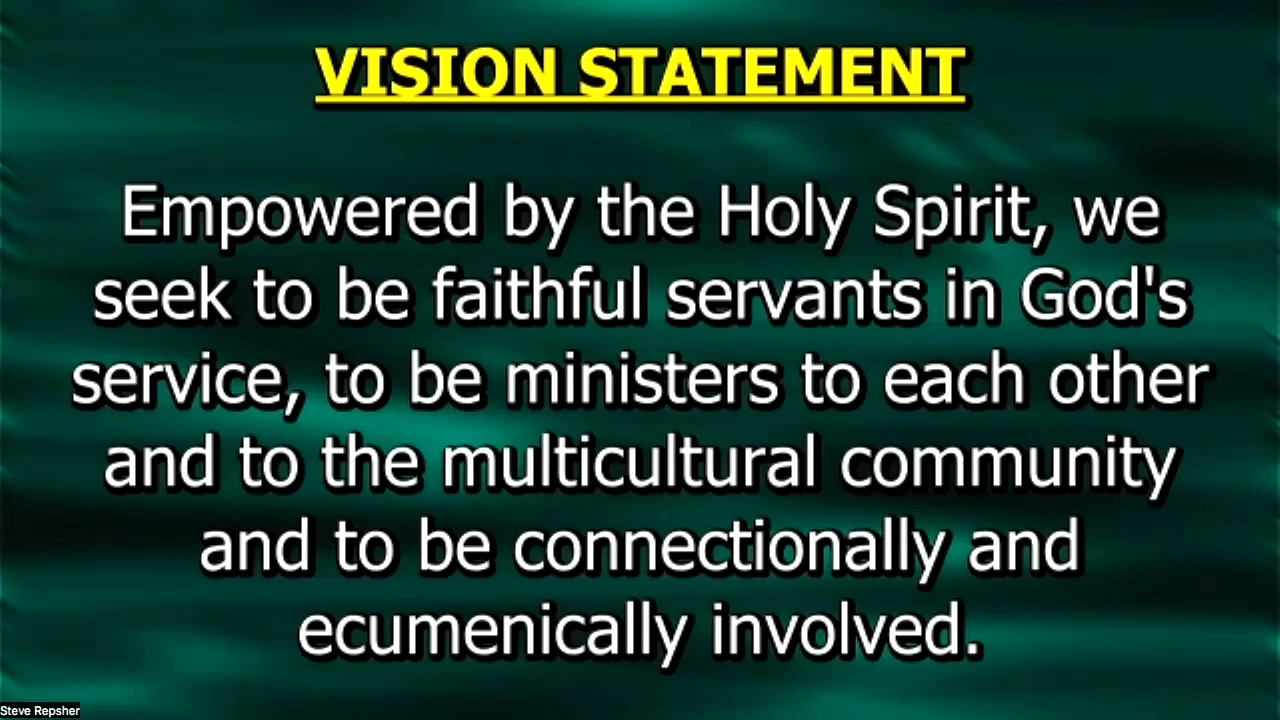 VISION STATEMENT
Empowered by the Holy Spirit, we
seek to be faithful servants in God's
service, to be ministers to each other
and to the multicultural community
and to be connectionally and
ecumenically involved.
Steve Repsher